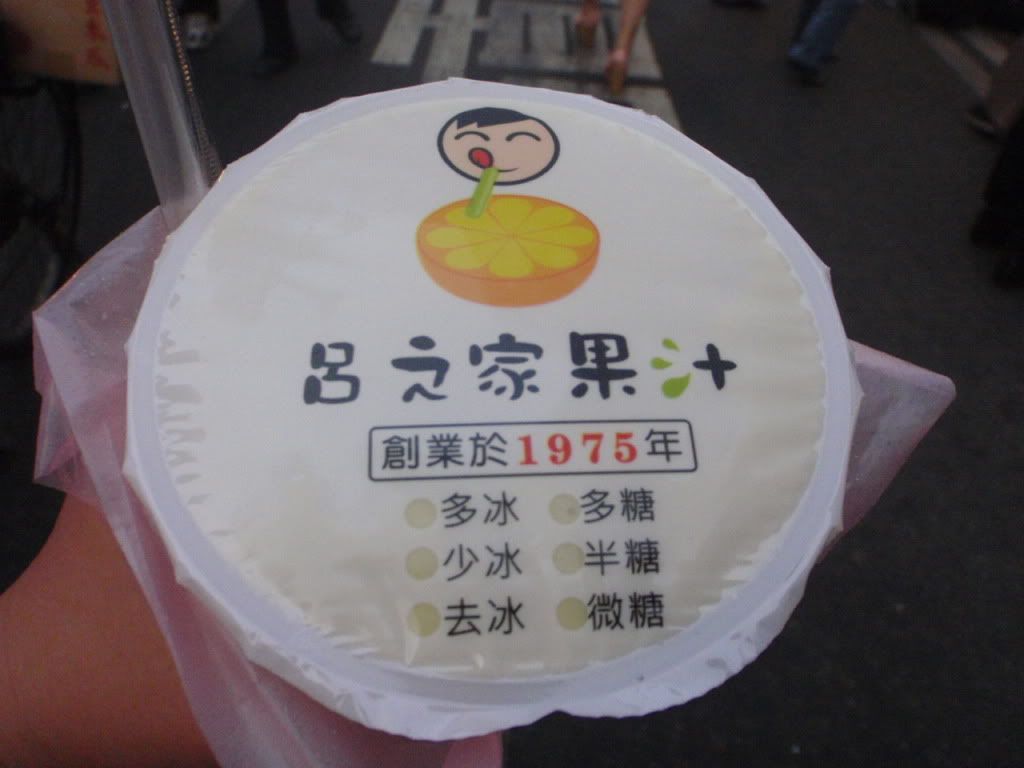 呂之家果汁
創業於1975年
多冰 多糖
少冰 半糖
去冰 微糖